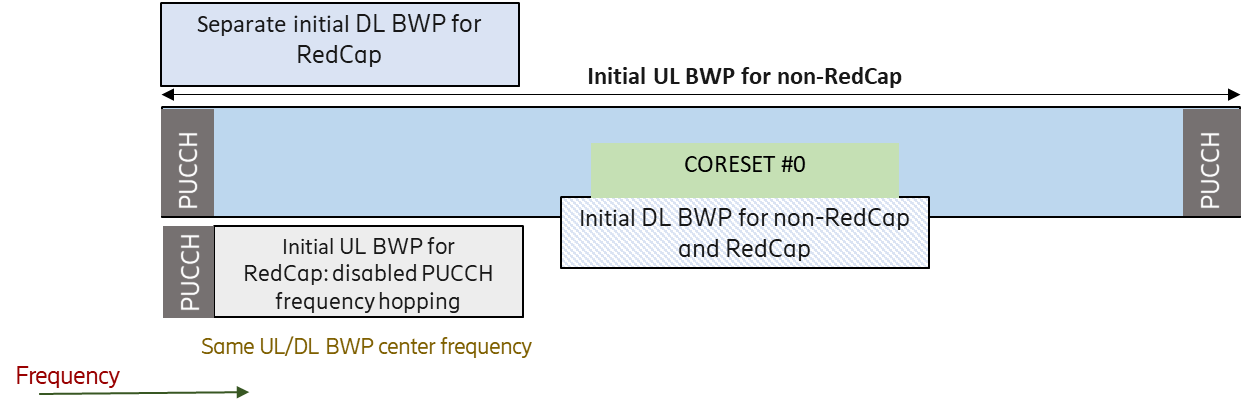 Separate initial DL BWP for
RedCap
Initial UL BWP for non-RedCap
PUCCH
CORESET #0
PUCCH
Initial DL BWP for non-RedCap
and RedCap
PUCCH
Initial UL BWP for
RedCap: disabled PUCCH
frequency hopping
Same UL/DL BWP center frequency
Frequency